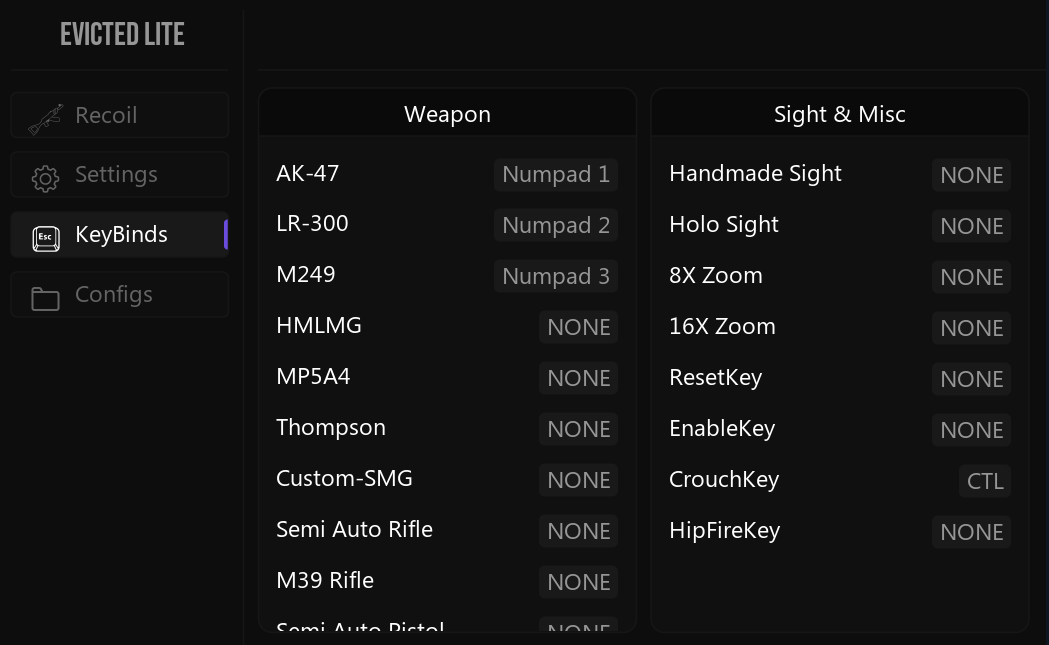 EVICTED LITE
Recoil
Settings
Esc
KeyBinds
Configs
Weapon
AK-47 Numpad 1
LR-300 Numpad 2
M249 Numpad 3
HMLMG NONE
MP5A4 NONE
Thompson NONE
Custom-SMG NONE
Semi Auto Rifle NONE
M39 Rifle NONE
Semi Auto Pistol NONE
Sight & Misc
Handmade Sight NONE
Holo Sight NONE
8X Zoom NONE
16X Zoom NONE
ResetKey NONE
EnableKey NONE
CrouchKey CTL
HipFireKey NONE